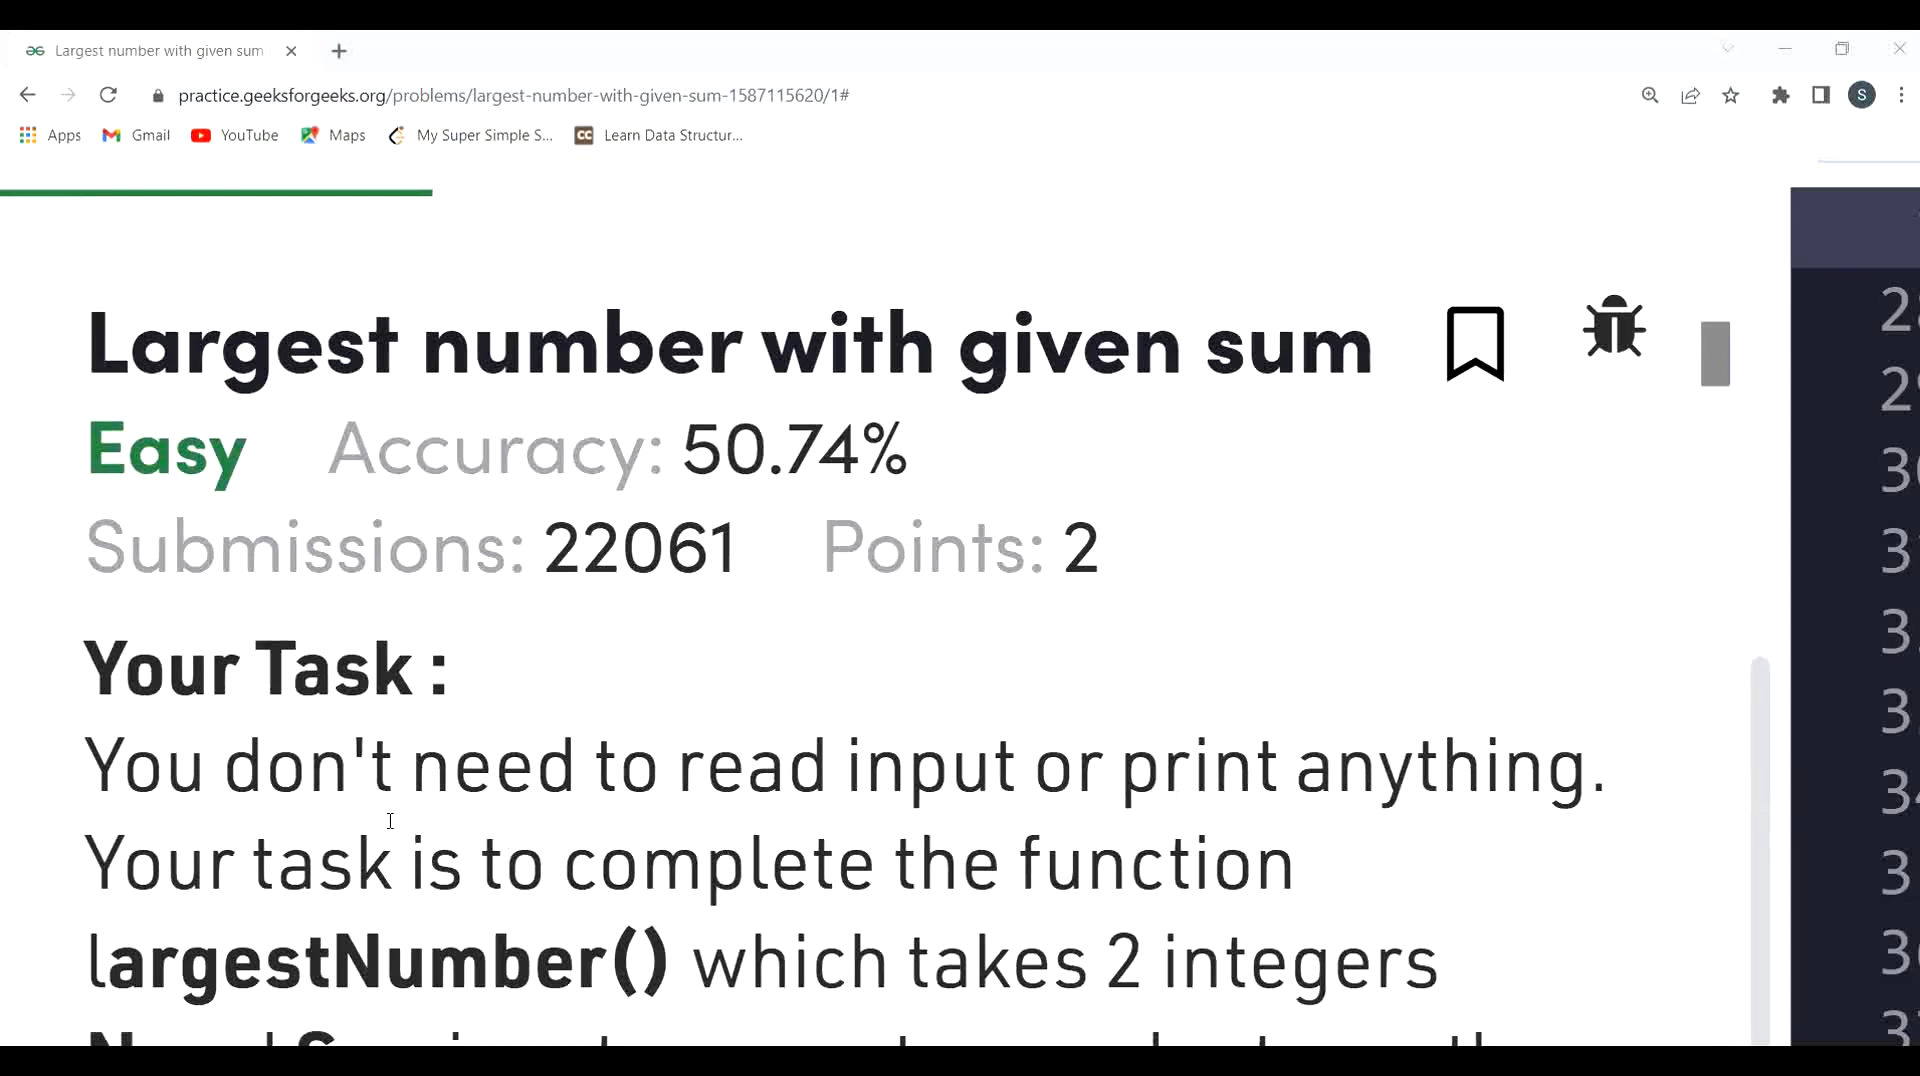 Largest number with given sum
practice.geeksforgeeks.org/problems/largest-number-with-given-sum-1587115620/1#
S
Apps
Gmail
YouTube
Maps
My Super Simple S...
CC
Learn Data Structur...
Largest number with given sum
Easy Accuracy: 50.74%
Submissions: 22061 Points: 2
Your Task :
You don't need to read input or print anything.
Your task is to complete the function
largestNumber() which takes 2 integers